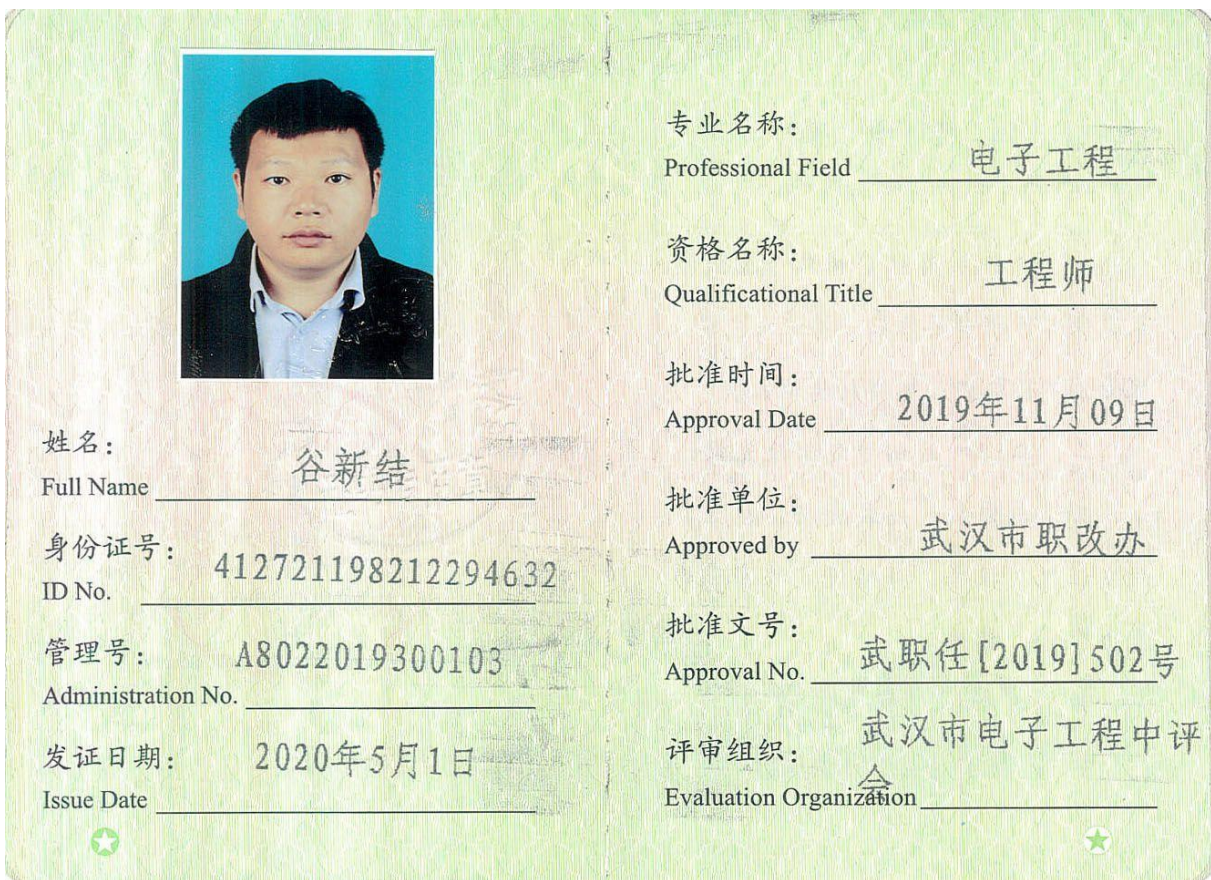 姓名：
Full Name 谷新结
身份证号：
ID No. 412721198212294632
管理号： A8022019300103
Administration No.
发证日期： 2020年5月1日
Issue Date
专业名称：
Professional Field 电子工程
资格名称：
Qualificational Title 工程师
批准时间：
Approval Date 2019年11月09日
批准单位：
Approved by 武汉市职改办
批准文号：
Approval No. 武职任[2019]502号
评审组织： 武汉市电子工程中评
会
Evaluation Organization